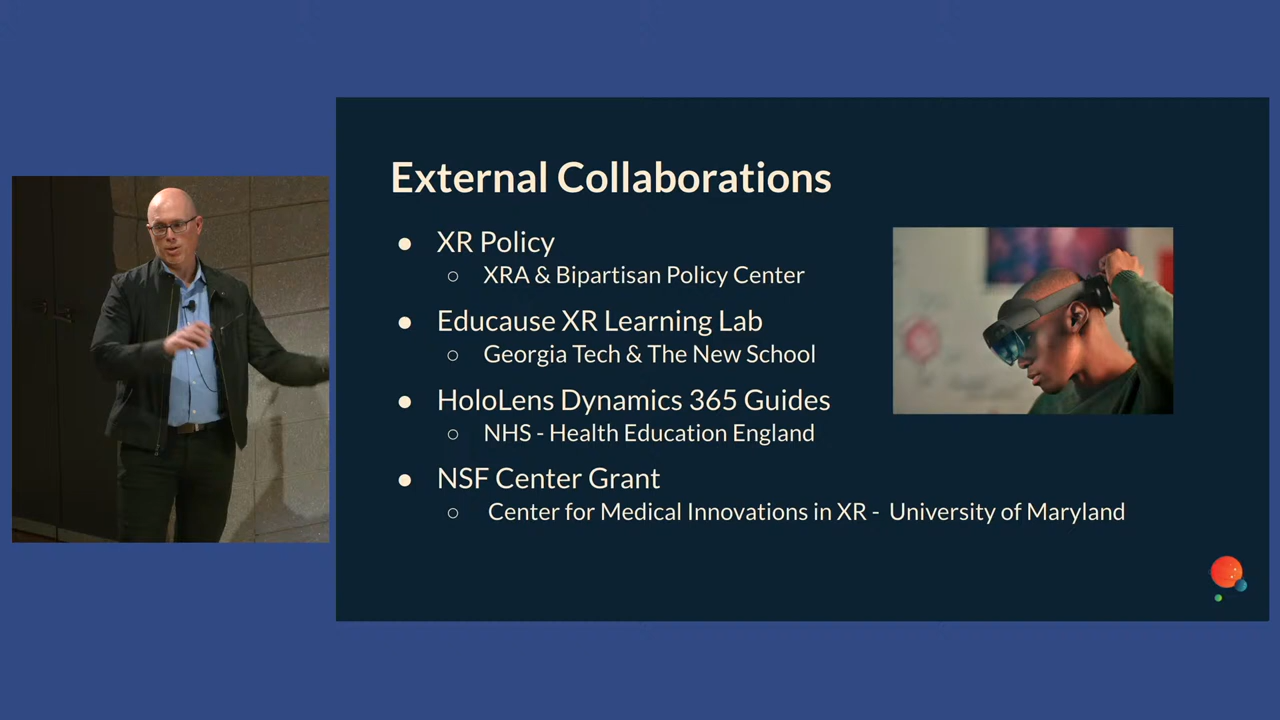 External Collaborations
● XR Policy
○ XRA & Bipartisan Policy Center
● Educause XR Learning Lab
○ Georgia Tech & The New School
● HoloLens Dynamics 365 Guides
○ NHS - Health Education England
● NSF Center Grant
○ Center for Medical Innovations in XR - University of Maryland